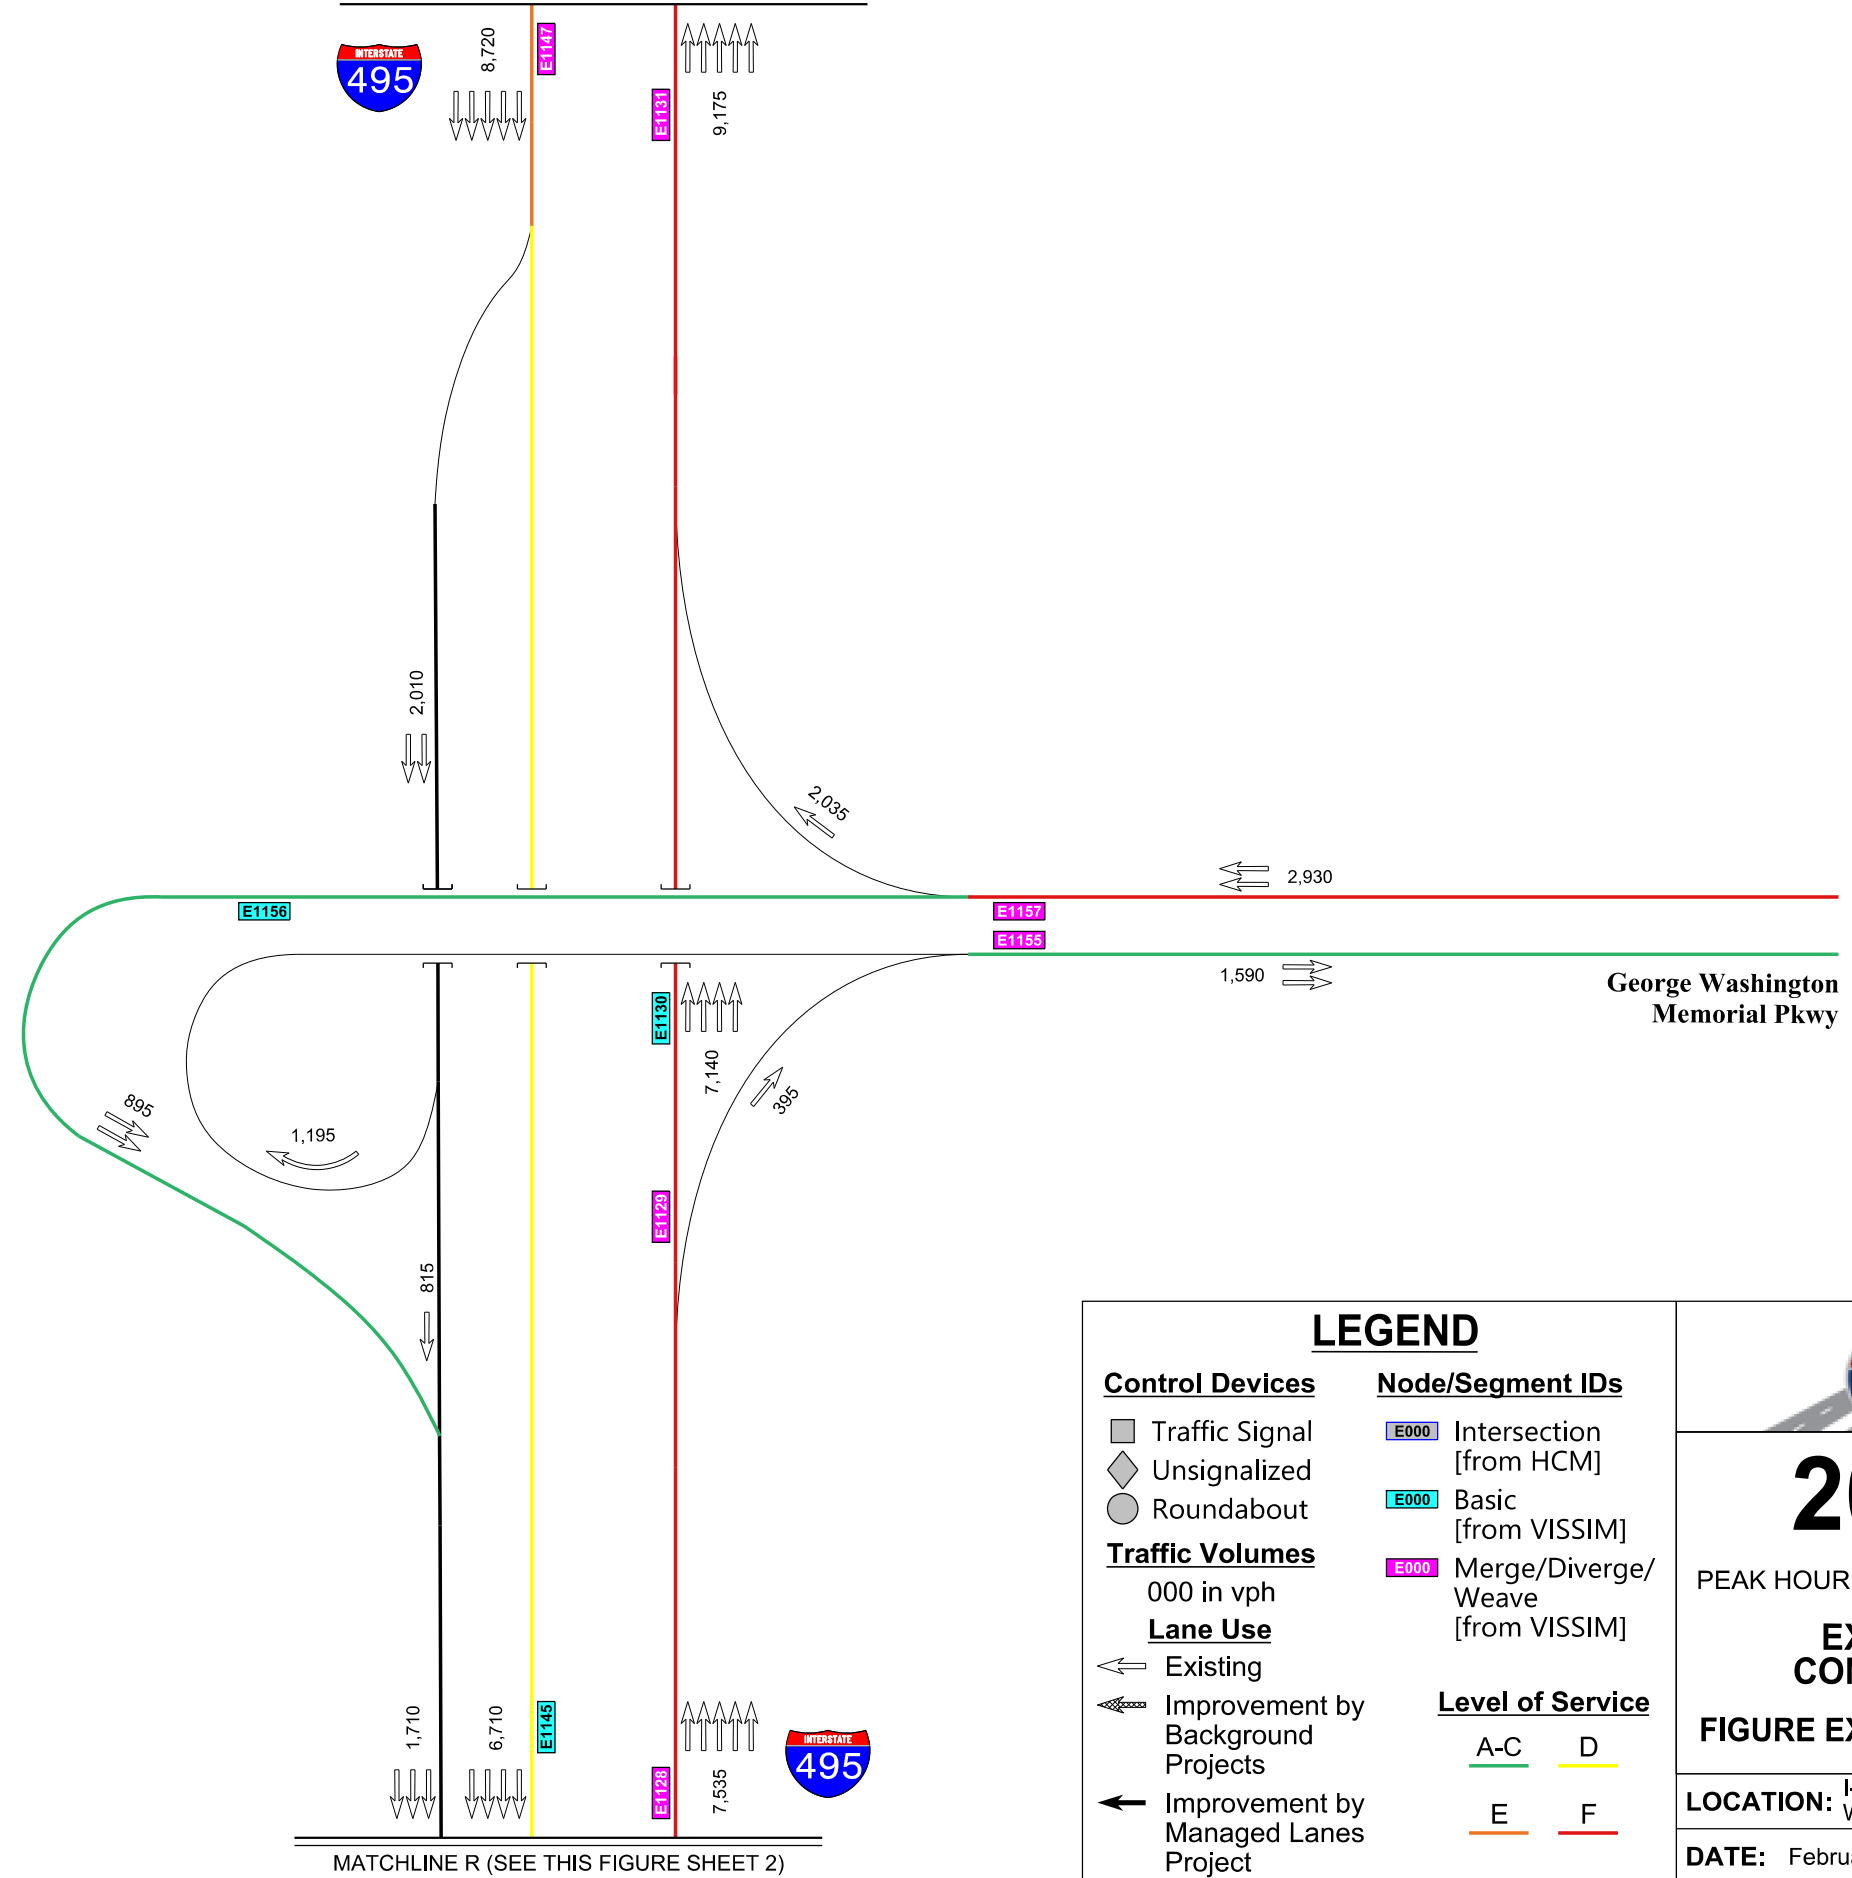 8,720
E1147
INTERSTATE
495
E1131
9,175
2,010
2,035
2,930
E1156
E1157
E1155
1,590
George Washington
Memorial Pkwy
E1130
7,140
395
895
1,195
E1129
815
1,710
6,710
E1145
E1128
7,535
INTERSTATE
495
MATCHLINE R (SEE THIS FIGURE SHEET 2)
LEGEND
Control Devices
Traffic Signal
Unsignalized
Roundabout
Traffic Volumes
000 in vph
Lane Use
Existing
Improvement by
Background
Projects
Improvement by
Managed Lanes
Project
Node/Segment IDs
E000 Intersection
[from HCM]
E000 Basic
[from VISSIM]
E000 Merge/Diverge/
Weave
[from VISSIM]
Level of Service
A-C D
E F
PEAK HOUR
FIGURE
LOCATION:
DATE: